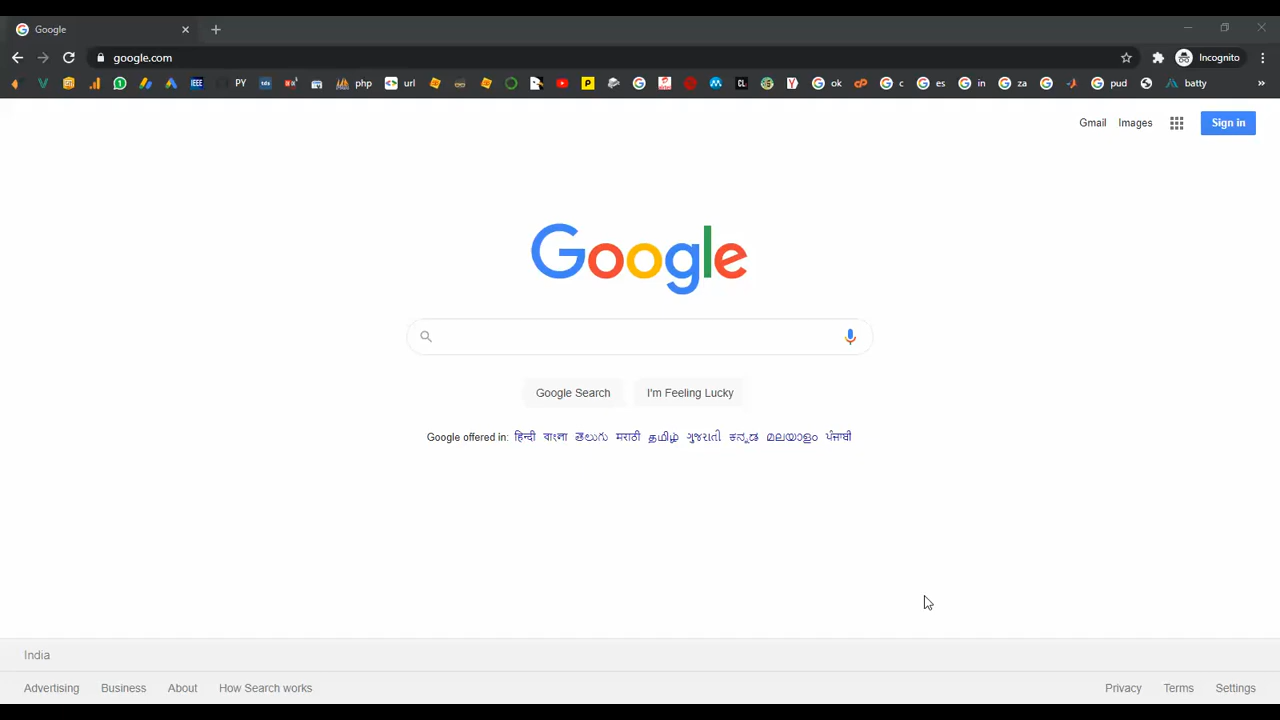 Google
google.com
Incognito
PY php url ok c es in za pud batty
Gmail Images Sign in
Google
Google Search I'm Feeling Lucky
Google offered in: हिन्दी বাংলা తెలుగు मराठी தமிழ் ગુજરાતી ಕನ್ನಡ മലയാളം ਪੰਜਾਬੀ
India
Advertising Business About How Search works Privacy Terms Settings